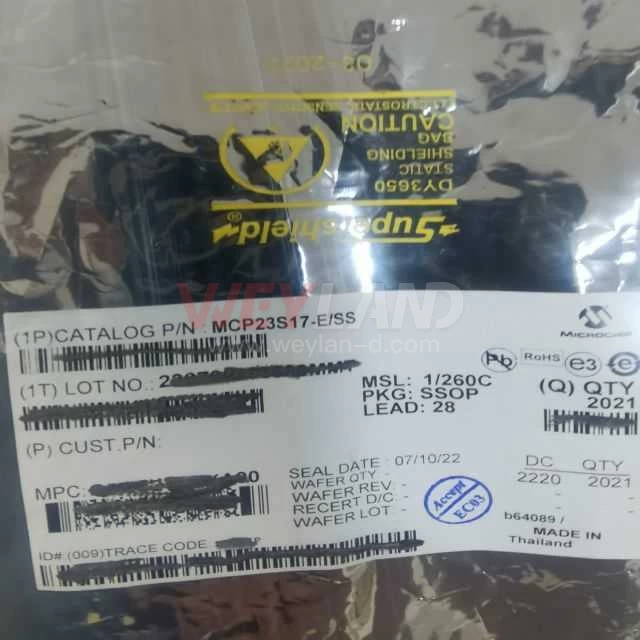 CAUTION
STATIC
SHIELDING
BAG
DY3650
Supershield®
WEYLAND
www.weylan-d.com
(1P)CATALOG P/N : MCP23S17-E/SS
MICROCHIP
(1T) LOT NO.:
MSL: 1/260C
PKG: SSOP
LEAD: 28
Pb
RoHS
e3
(Q) QTY
2021
(P) CUST.P/N:
MPC
SEAL DATE : 07/10/22
WAFER QTY. -
WAFER REV: -
RECERT D/C: -
WAFER LOT: -
Accept
EC03
DC QTY
2220 2021
b64089 /
MADE IN
Thailand
ID#:(009)TRACE CODE :